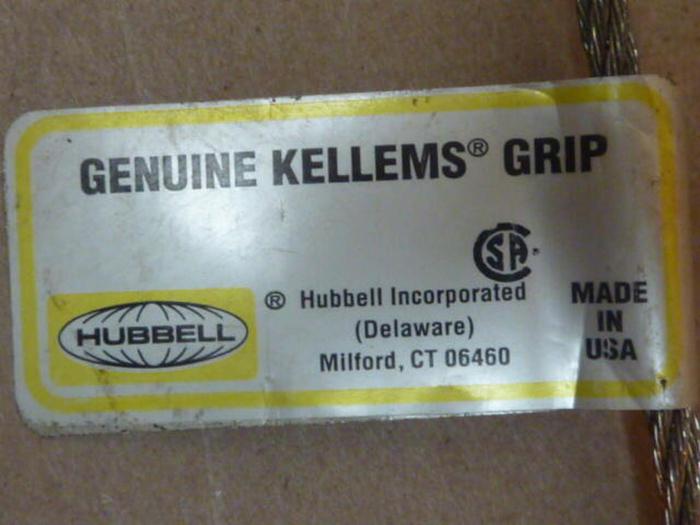 GENUINE KELLEMS® GRIP
SA®
HUBBELL
® Hubbell Incorporated
(Delaware)
Milford, CT 06460
MADE
IN
USA